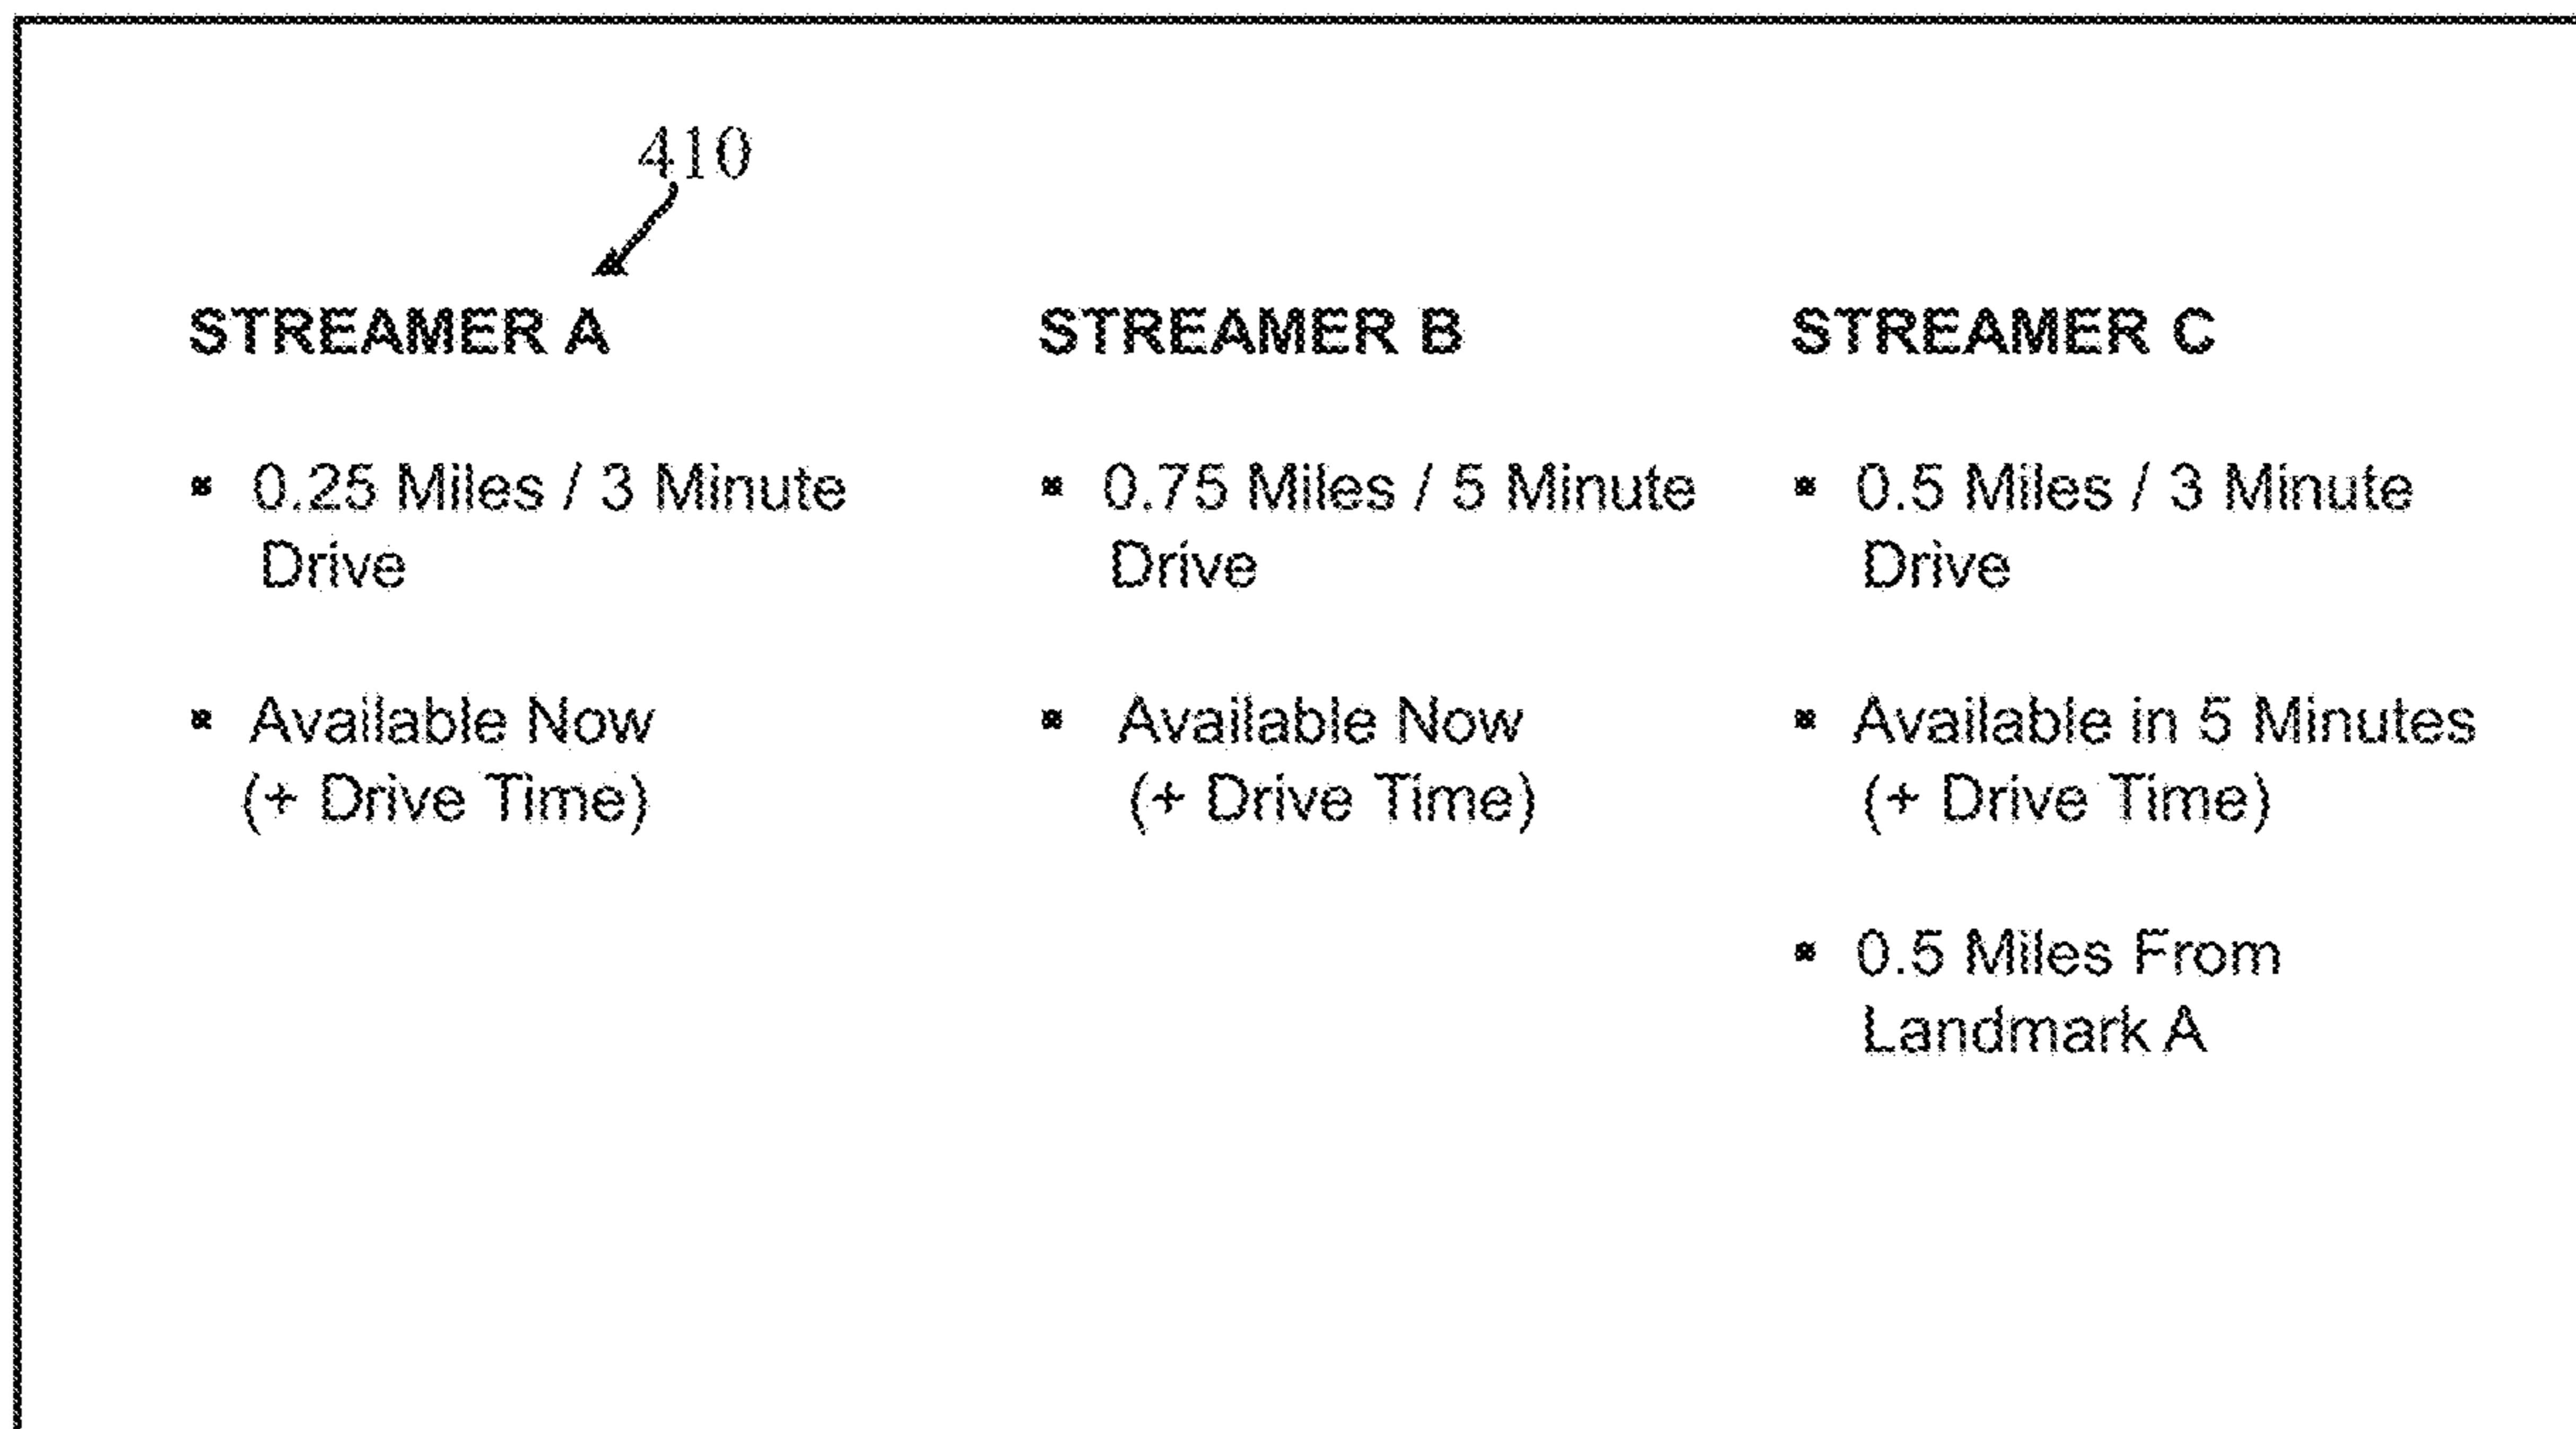 410
STREAMER A
▪ 0.25 Miles / 3 Minute
Drive
▪ Available Now
(+ Drive Time)
STREAMER B
▪ 0.75 Miles / 5 Minute
Drive
▪ Available Now
(+ Drive Time)
STREAMER C
▪ 0.5 Miles / 3 Minute
Drive
▪ Available in 5 Minutes
(+ Drive Time)
▪ 0.5 Miles From
Landmark A